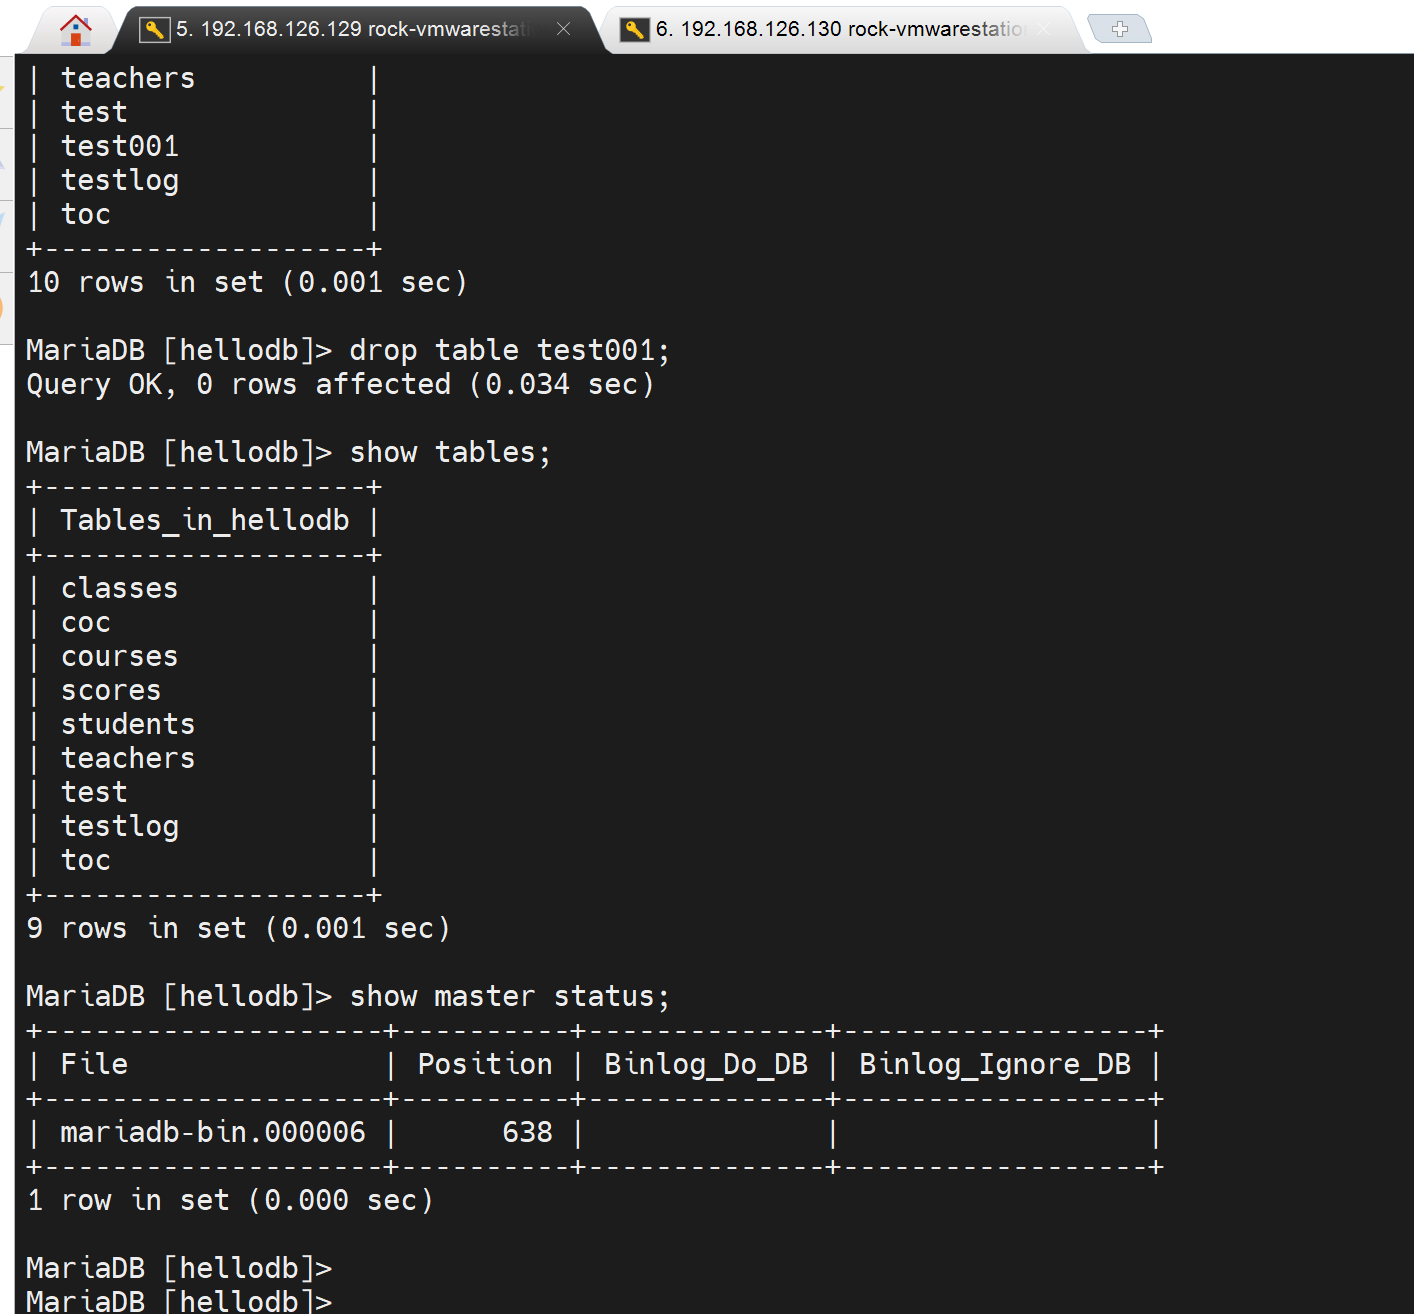 5. 192.168.126.129 rock-vmwarestati
6. 192.168.126.130 rock-vmwarestatio
| teachers          |
| test              |
| test001           |
| testlog           |
| toc               |
+-------------------+
10 rows in set (0.001 sec)
MariaDB [hellodb]> drop table test001;
Query OK, 0 rows affected (0.034 sec)
MariaDB [hellodb]> show tables;
+-------------------+
| Tables_in_hellodb |
+-------------------+
| classes           |
| coc               |
| courses           |
| scores            |
| students          |
| teachers          |
| test              |
| testlog           |
| toc               |
+-------------------+
9 rows in set (0.001 sec)
MariaDB [hellodb]> show master status;
+--------------------+----------+--------------+------------------+
| File               | Position | Binlog_Do_DB | Binlog_Ignore_DB |
+--------------------+----------+--------------+------------------+
| mariadb-bin.000006 |      638 |              |                  |
+--------------------+----------+--------------+------------------+
1 row in set (0.000 sec)
MariaDB [hellodb]>
MariaDB [hellodb]>